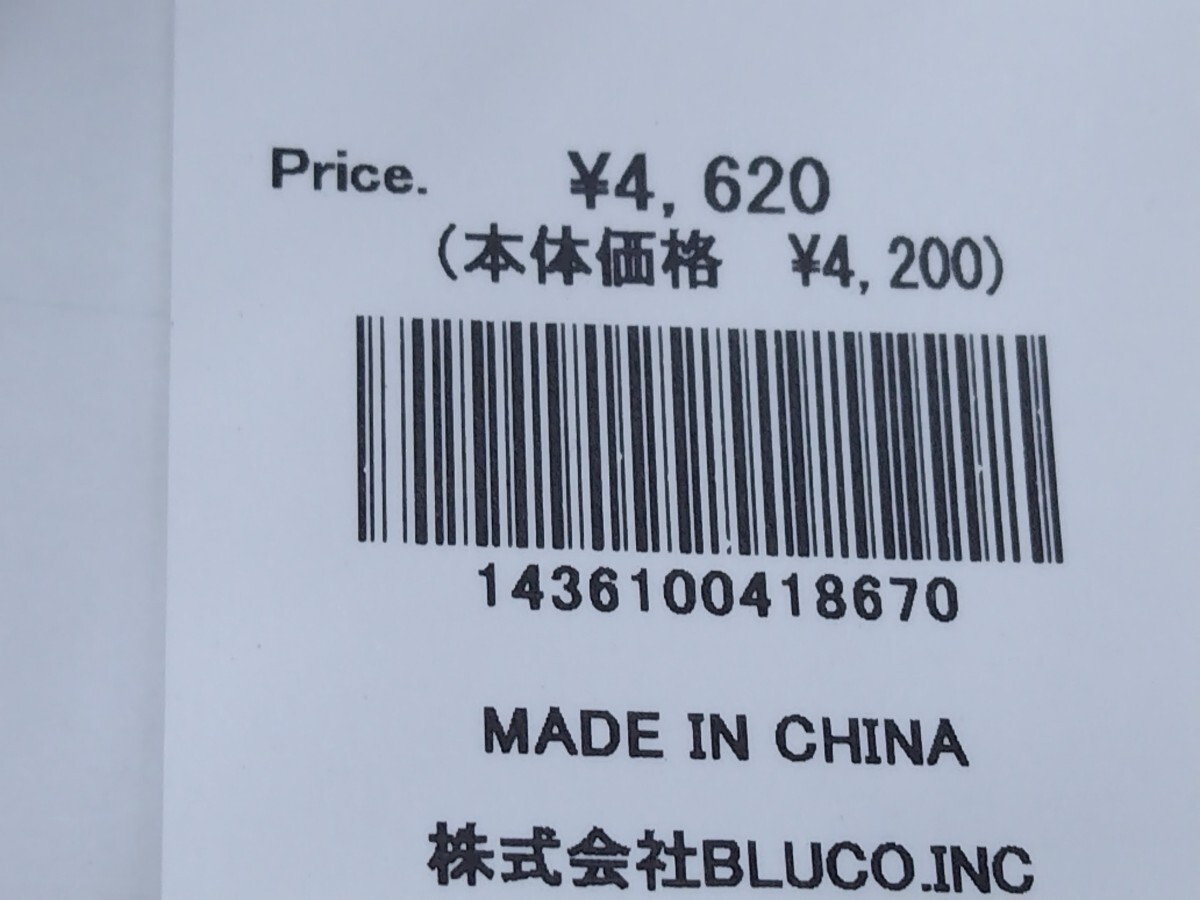 Price. ¥4,620
(本体価格 ¥4,200)
1436100418670
MADE IN CHINA
株式会社BLUCO.INC